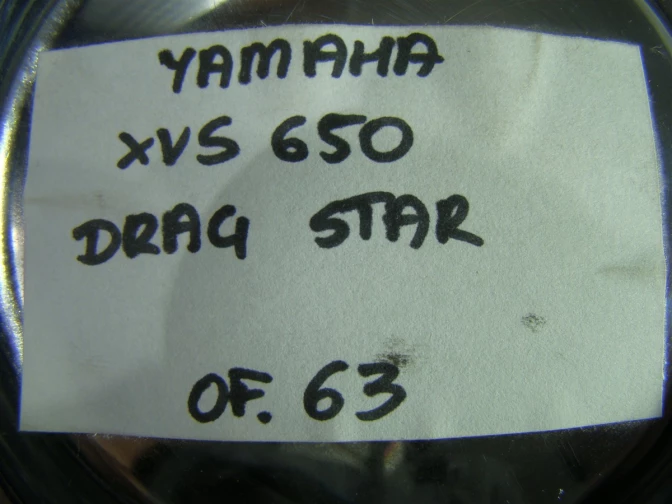 YAMAHA
XVS 650
DRAG STAR
OF. 63